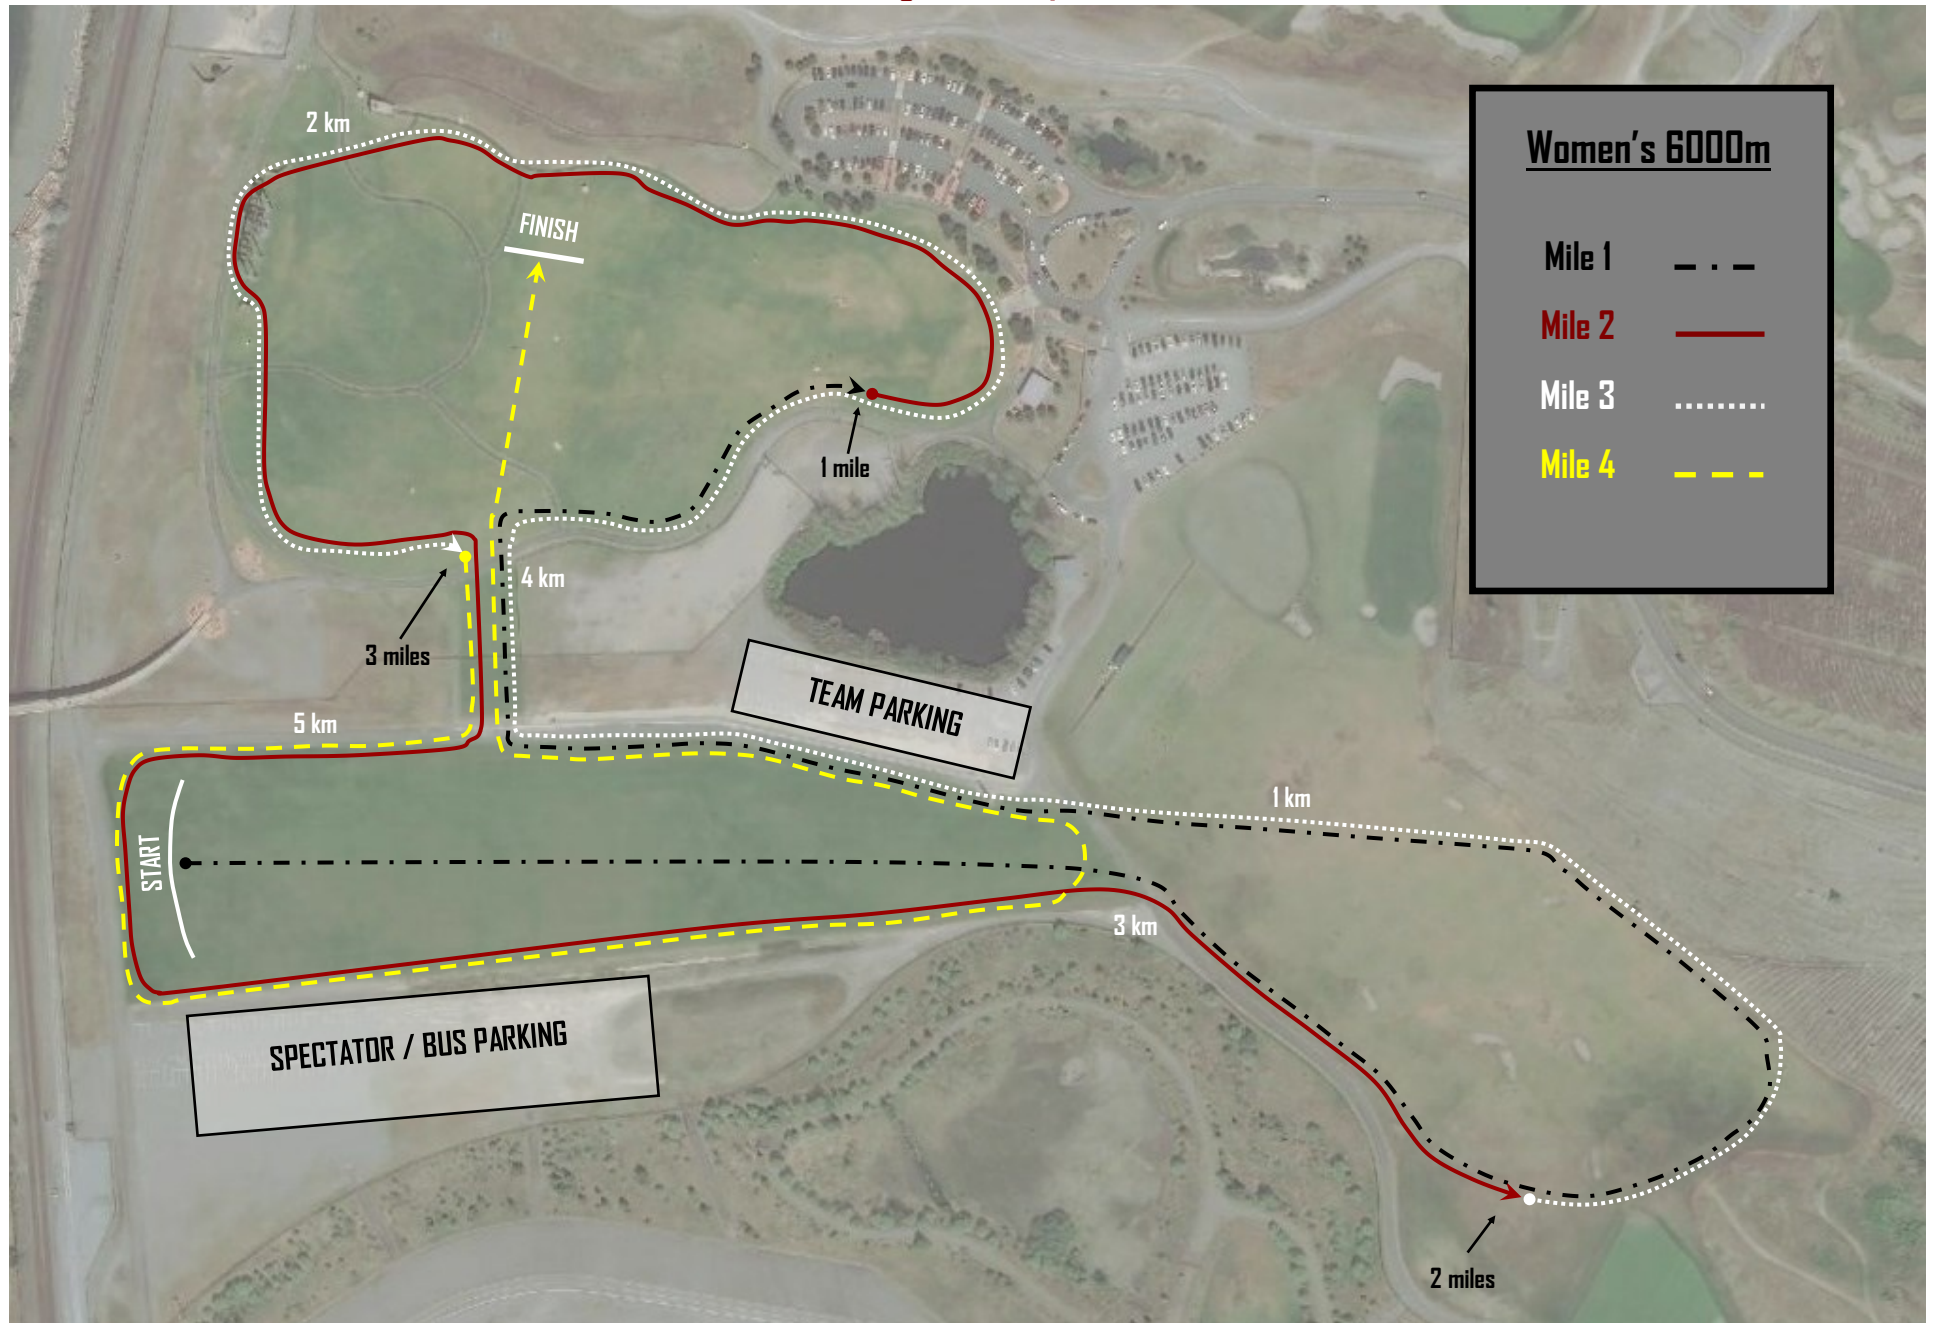 2 km
FINISH
Women's 6000m
Mile 1
Mile 2
Mile 3
Mile 4
1 mile
4 km
3 miles
TEAM PARKING
5 km
1 km
START
3 km
SPECTATOR / BUS PARKING
2 miles